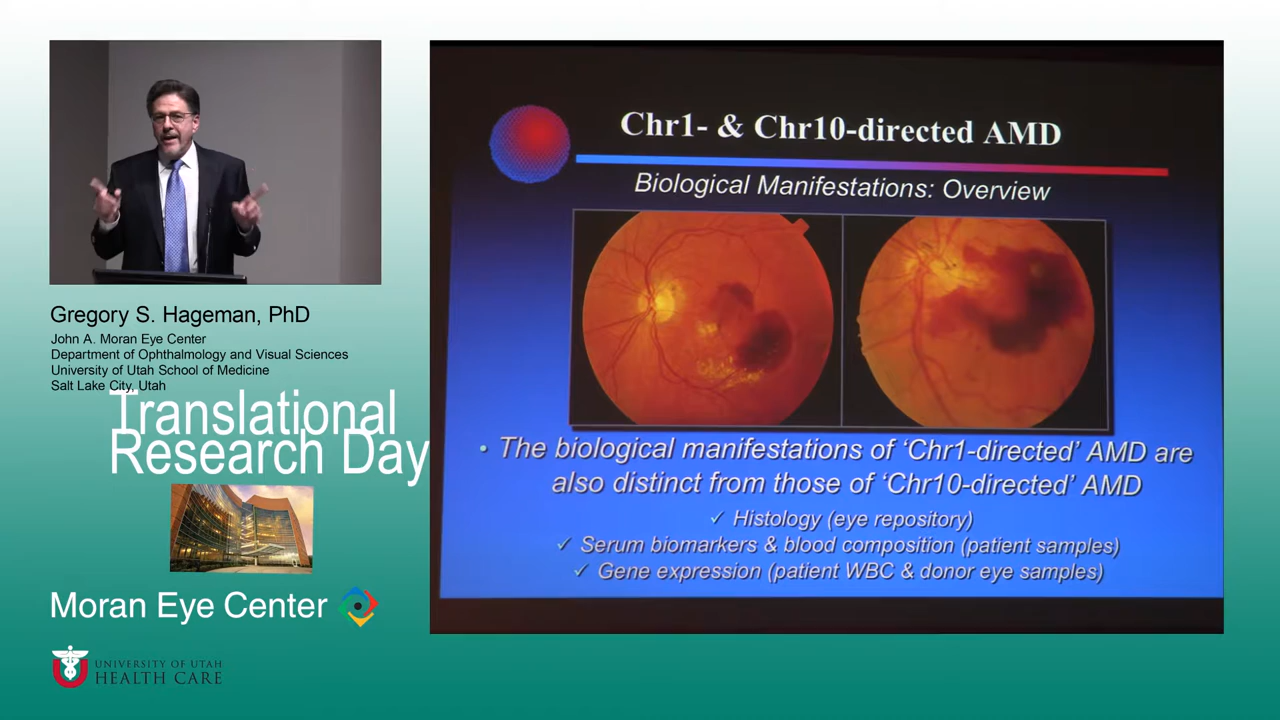 Gregory S. Hageman, PhD
John A. Moran Eye Center
Department of Ophthalmology and Visual Sciences
University of Utah School of Medicine
Salt Lake City, Utah
Translational
Research Day
Moran Eye Center
UNIVERSITY OF UTAH
HEALTH CARE
Chr1- & Chr10-directed AMD
Biological Manifestations: Overview
• The biological manifestations of ‘Chr1-directed’ AMD are
also distinct from those of ‘Chr10-directed’ AMD
✓ Histology (eye repository)
✓ Serum biomarkers & blood composition (patient samples)
✓ Gene expression (patient WBC & donor eye samples)